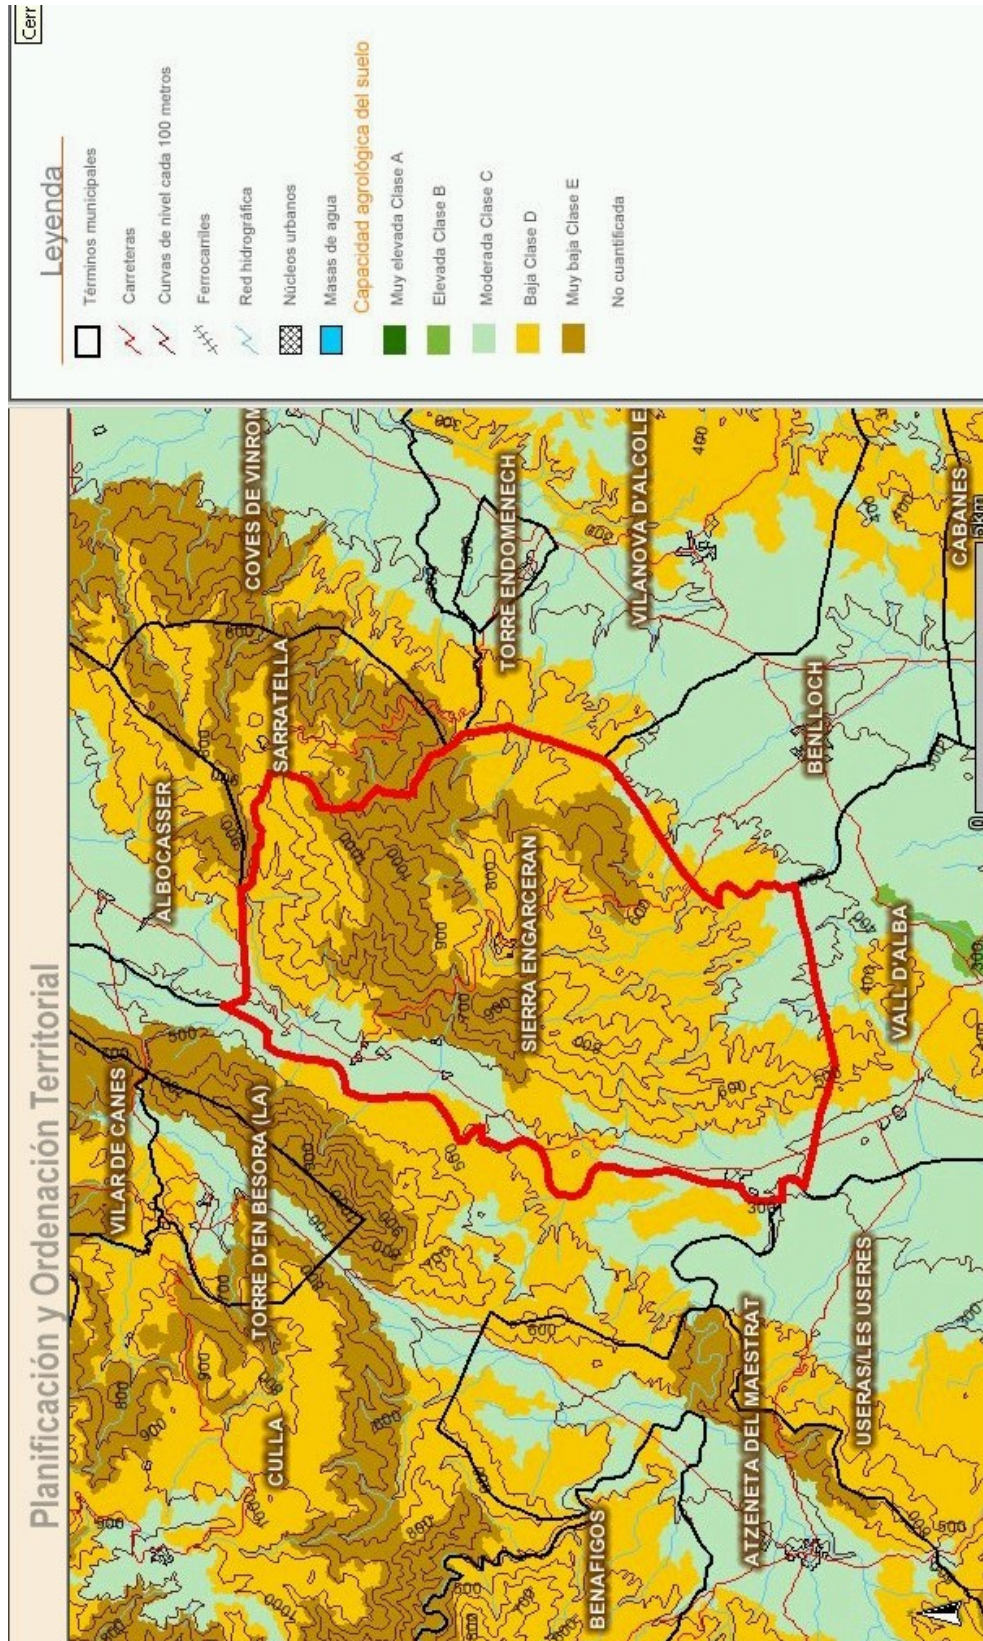 Planificación y Ordenación Territorial
Cerr
Leyenda
Términos municipales
Carreteras
Curvas de nivel cada 100 metros
Ferrocarriles
Red hidrográfica
Núcleos urbanos
Masas de agua
Capacidad agrológica del suelo
Muy elevada Clase A
Elevada Clase B
Moderada Clase C
Baja Clase D
Muy baja Clase E
No cuantificada
VILAR DE CANES
ALBOCASSER
COVES DE VINROM
SARRATELLA
TORRE D'EN BESORA (LA)
CULLA
TORRE ENDOMENECH
SIERRA ENGARCERAN
VILANOVA D'ALCOLE
BENAFIGOS
ATZENETA DEL MAESTRAT
BENLLOCH
USERAS/LES USERES
VALL D'ALBA
CABANES
0
5km